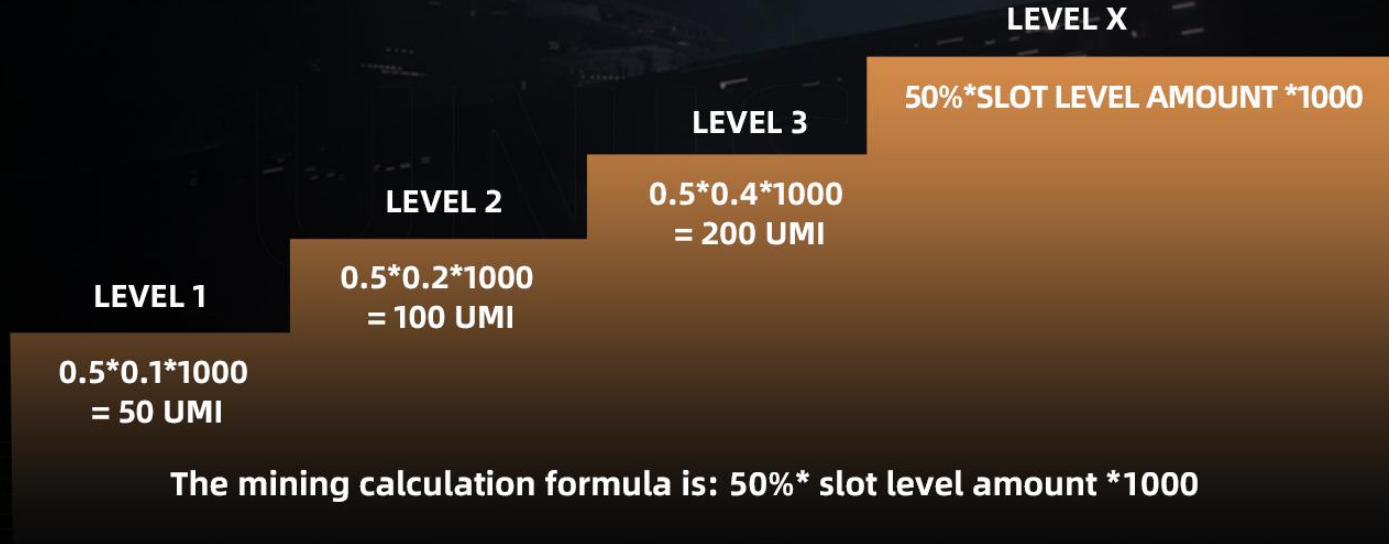 LEVEL X
50%*SLOT LEVEL AMOUNT *1000
LEVEL 3
0.5*0.4*1000
= 200 UMI
LEVEL 2
0.5*0.2*1000
= 100 UMI
LEVEL 1
0.5*0.1*1000
= 50 UMI
The mining calculation formula is: 50%* slot level amount *1000